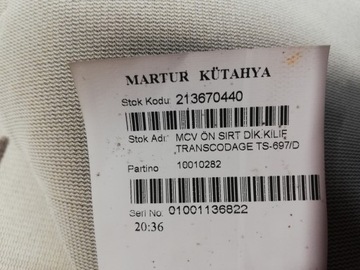 MARTUR KÜTAHYA
Stok Kodu: 213670440
Stok Adı: MCV ÖN SIRT DİK.KILIF
TRANSCODAGE TS-697/D
Partino 10010282
Seri No: 01001136822
20:36